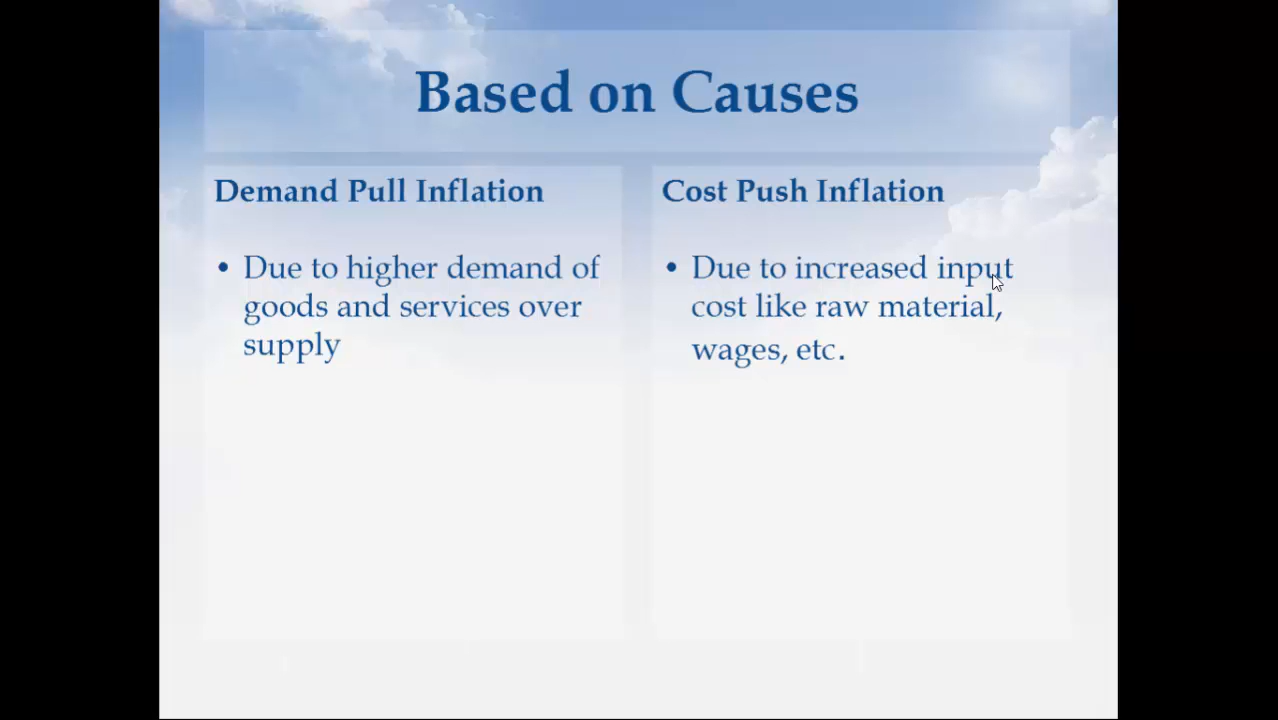 Based on Causes
Demand Pull Inflation
• Due to higher demand of
goods and services over
supply
Cost Push Inflation
• Due to increased input
cost like raw material,
wages, etc.